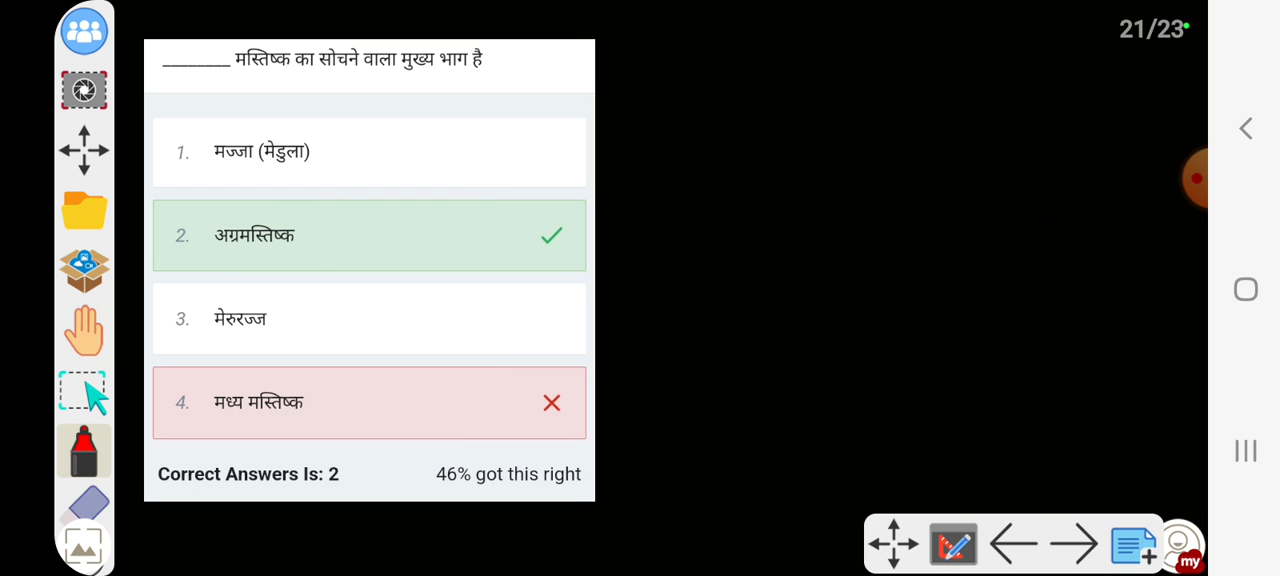 21/23
________ मस्तिष्क का सोचने वाला मुख्य भाग है
1. मज्जा (मेडुला)
2. अग्रमस्तिष्क
3. मेरुरज्ज
4. मध्य मस्तिष्क
Correct Answers Is: 2 46% got this right
my